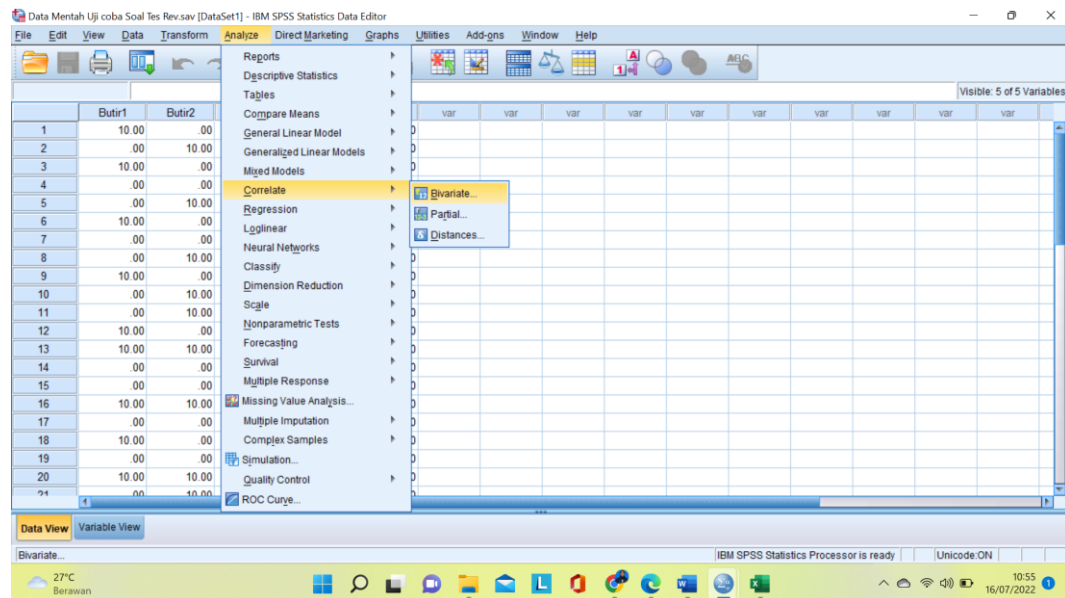 Data Mentah Uji coba Soal Tes Rev.sav [DataSet1] - IBM SPSS Statistics Data Editor
File Edit View Data Transform Analyze Direct Marketing Graphs Utilities Add-ons Window Help
Visible: 5 of 5 Variables
Butir1 Butir2 var var var var var var var var var var
1 10.00 .00
2 .00 10.00
3 10.00 .00
4 .00 .00
5 .00 10.00
6 10.00 .00
7 .00 .00
8 .00 10.00
9 10.00 .00
10 .00 10.00
11 .00 10.00
12 10.00 .00
13 10.00 10.00
14 .00 .00
15 .00 .00
16 10.00 10.00
17 .00 .00
18 10.00 .00
19 .00 .00
20 10.00 10.00
21 .00 10.00
Reports
Descriptive Statistics
Tables
Compare Means
General Linear Model
Generalized Linear Models
Mixed Models
Correlate
Regression
Loglinear
Neural Networks
Classify
Dimension Reduction
Scale
Nonparametric Tests
Forecasting
Survival
Multiple Response
Missing Value Analysis...
Multiple Imputation
Complex Samples
Simulation...
Quality Control
ROC Curve...
Bivariate...
Partial...
Distances...
Data View Variable View
Bivariate... IBM SPSS Statistics Processor is ready Unicode:ON
27°C
Berawan
10:55
16/07/2022
1